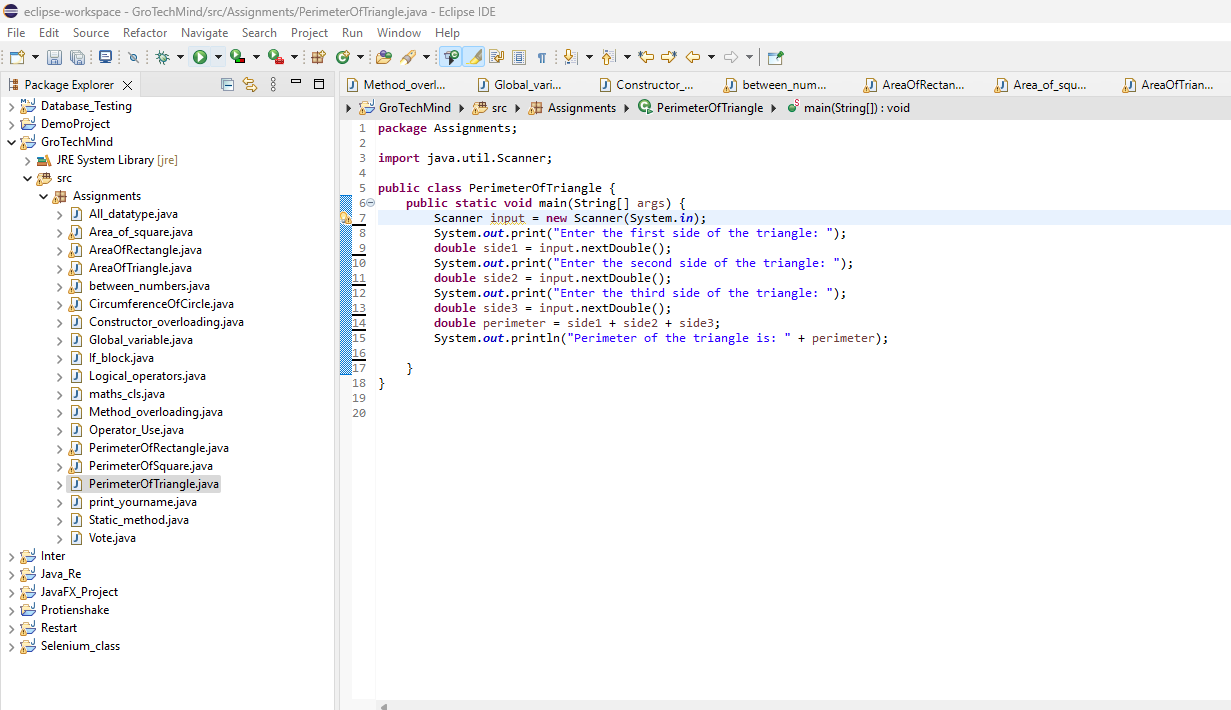 eclipse-workspace - GroTechMind/src/Assignments/PerimeterOfTriangle.java - Eclipse IDE
File Edit Source Refactor Navigate Search Project Run Window Help
Package Explorer
Database_Testing
DemoProject
GroTechMind
JRE System Library [jre]
src
Assignments
All_datatype.java
Area_of_square.java
AreaOfRectangle.java
AreaOfTriangle.java
between_numbers.java
CircumferenceOfCircle.java
Constructor_overloading.java
Global_variable.java
If_block.java
Logical_operators.java
maths_cls.java
Method_overloading.java
Operator_Use.java
PerimeterOfRectangle.java
PerimeterOfSquare.java
PerimeterOfTriangle.java
print_yourname.java
Static_method.java
Vote.java
Inter
Java_Re
JavaFX_Project
Protienshake
Restart
Selenium_class
Method_overl... Global_vari... Constructor_... between_num... AreaOfRectan... Area_of_squ... AreaOfTrian...
GroTechMind src Assignments PerimeterOfTriangle main(String[]) : void
1 package Assignments;
2
3 import java.util.Scanner;
4
5 public class PerimeterOfTriangle {
6 public static void main(String[] args) {
7 Scanner input = new Scanner(System.in);
8 System.out.print("Enter the first side of the triangle: ");
9 double side1 = input.nextDouble();
10 System.out.print("Enter the second side of the triangle: ");
11 double side2 = input.nextDouble();
12 System.out.print("Enter the third side of the triangle: ");
13 double side3 = input.nextDouble();
14 double perimeter = side1 + side2 + side3;
15 System.out.println("Perimeter of the triangle is: " + perimeter);
16
17 }
18 }
19
20